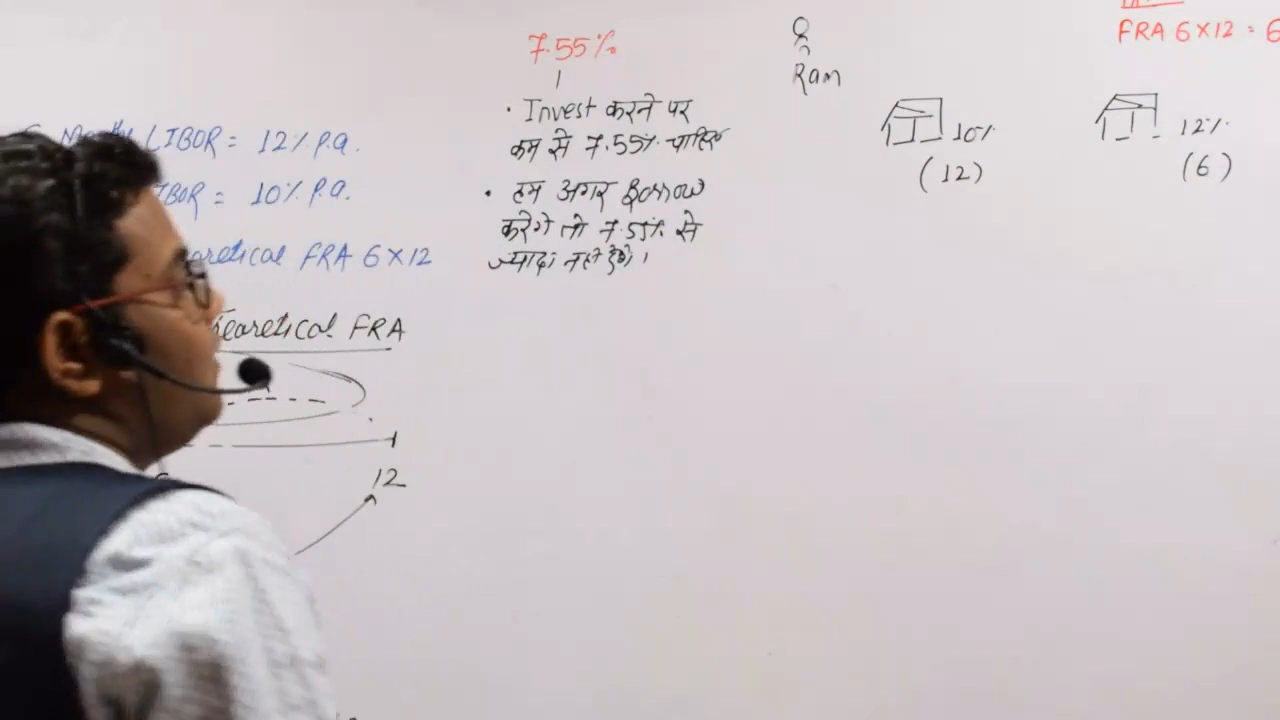 LIBOR = 12% P.a.
= 10% P.a.
FRA 6×12
FRA
12
7.55%
• Invest करने पर
कम से 7.55% चाहिए
• हम अगर Borrow
करेंगे तो 7.55% से
ज्यादा नहीं देंगे।
Ram
10%
(12)
12%
(6)
FRA 6×12 = 6